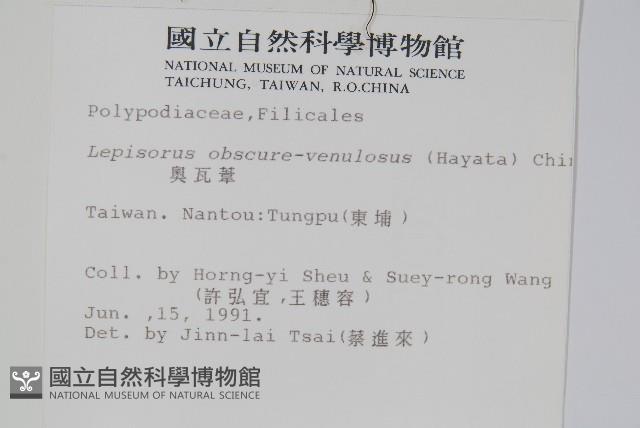 國立自然科學博物館
NATIONAL MUSEUM OF NATURAL SCIENCE
TAICHUNG, TAIWAN, R.O.CHINA
Polypodiaceae,Filicales
Lepisorus obscure-venulosus (Hayata) Chin
奧瓦葦
Taiwan. Nantou:Tungpu(東埔)
Coll. by Horng-yi Sheu & Suey-rong Wang
(許弘宜,王穗容)
Jun. ,15, 1991.
Det. by Jinn-lai Tsai(蔡進來)
國立自然科學博物館
NATIONAL MUSEUM OF NATURAL SCIENCE